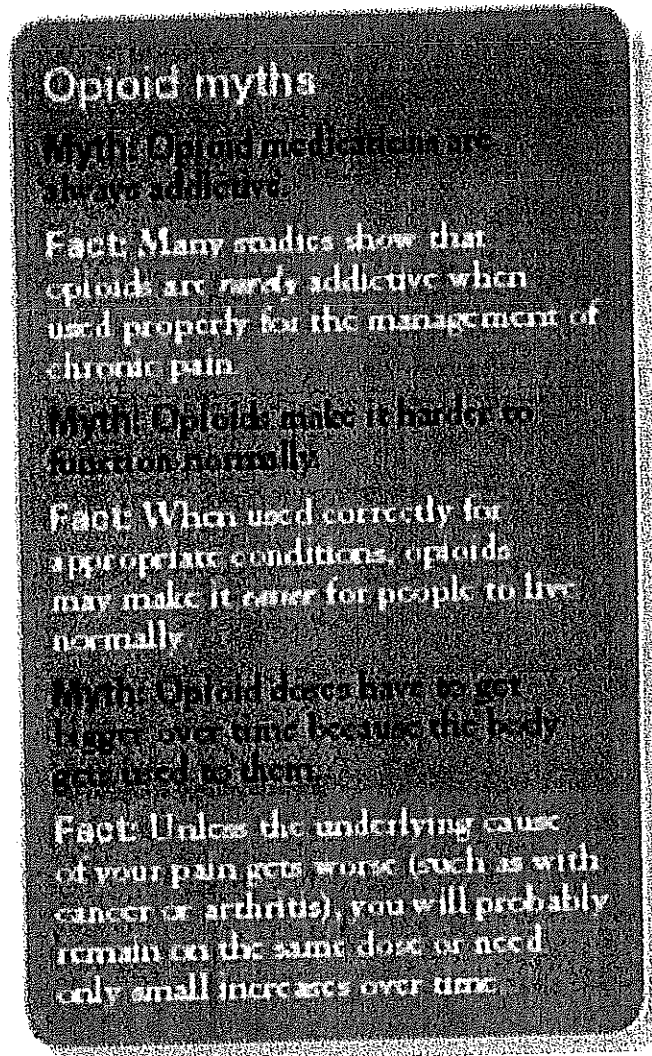 Opioid myths
Myth: Opioid medications are
always addictive.
Fact: Many studies show that
opioids are rarely addictive when
used properly for the management of
chronic pain.
Myth: Opioids make it harder to
function normally.
Fact: When used correctly for
appropriate conditions, opioids
may make it easier for people to live
normally.
Myth: Opioid doses have to get
bigger over time because the body
gets used to them.
Fact: Unless the underlying cause
of your pain gets worse (such as with
cancer or arthritis), you will probably
remain on the same dose or need
only small increases over time.